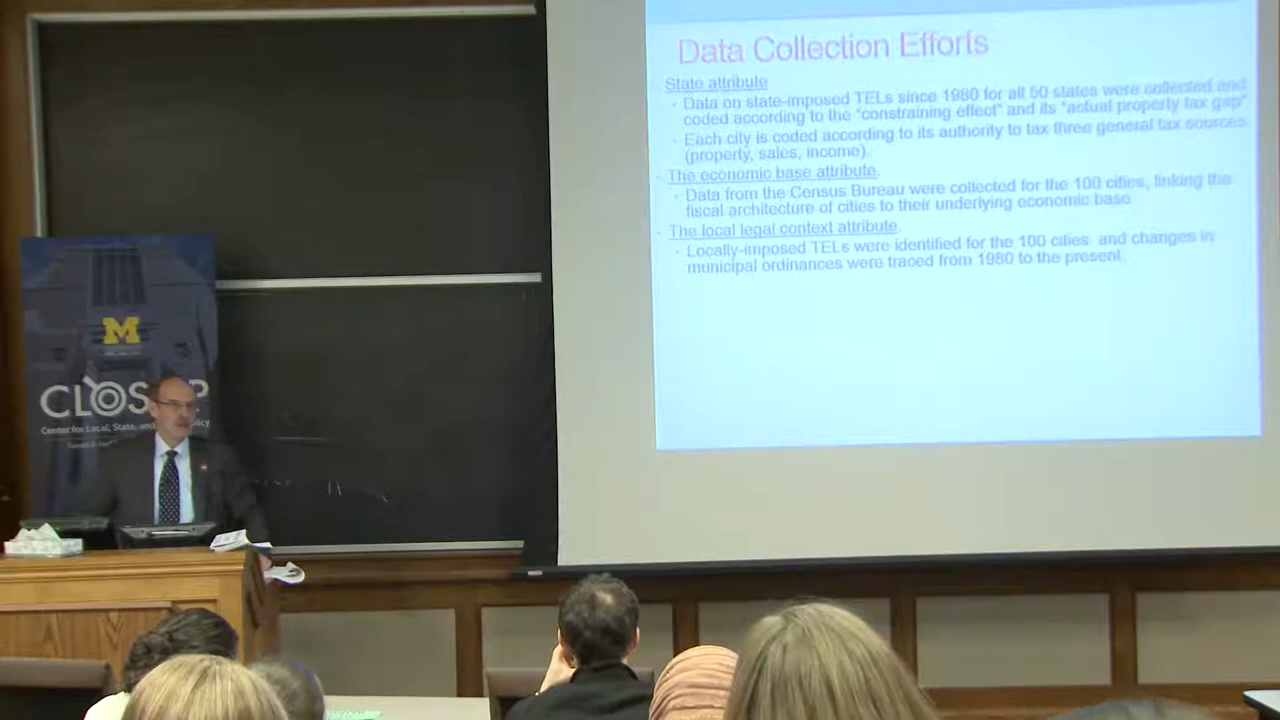 Data Collection Efforts
State attribute
Data on state-imposed TELs since 1980 for all 50 states were collected and
coded according to the "constraining effect" and its "actual property tax gap"
Each city is coded according to its authority to tax three general tax sources
(property, sales, income).
The economic base attribute.
Data from the Census Bureau were collected for the 100 cities, linking the
fiscal architecture of cities to their underlying economic base
The local legal context attribute.
Locally-imposed TELs were identified for the 100 cities and changes in
municipal ordinances were traced from 1980 to the present.
M
CLOS P
Center for Local, State, and